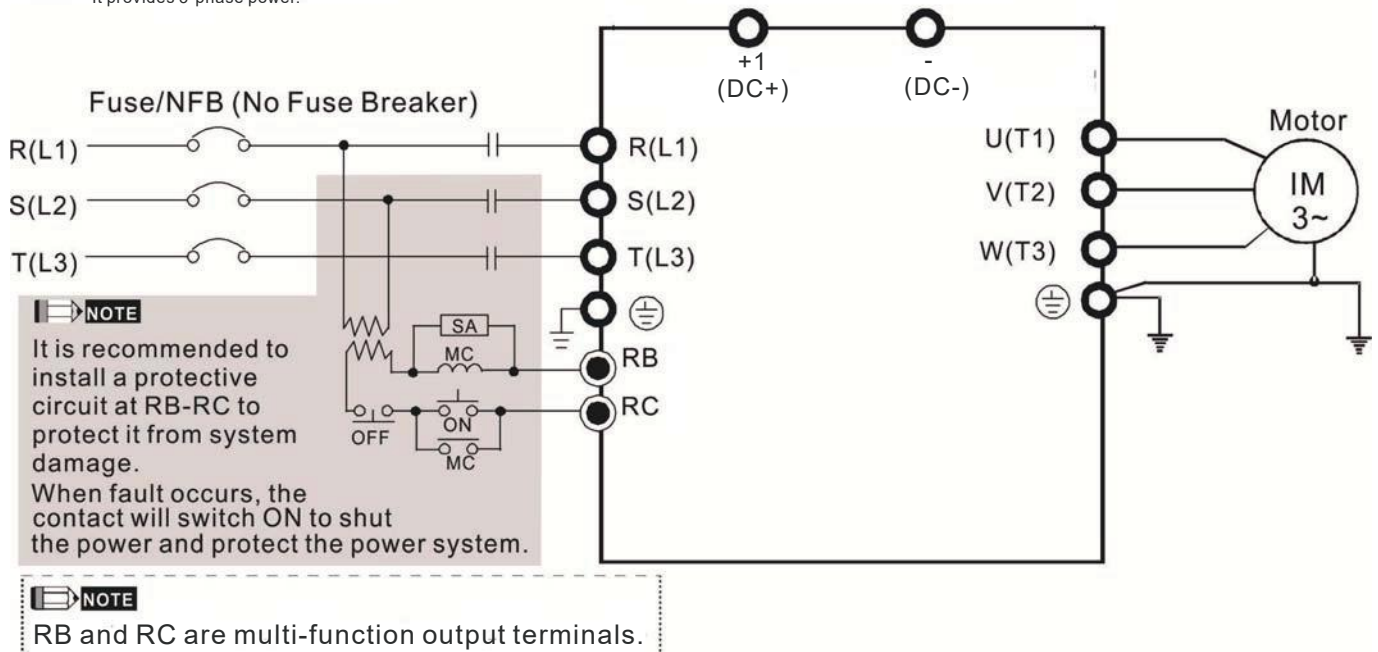 It provides 3-phase power.
+1
(DC+)
-
(DC-)
Fuse/NFB (No Fuse Breaker)
R(L1)
R(L1)
U(T1)
Motor
S(L2)
S(L2)
V(T2)
IM
3~
T(L3)
T(L3)
W(T3)
NOTE
It is recommended to
install a protective
circuit at RB-RC to
protect it from system
damage.
When fault occurs, the
contact will switch ON to shut
the power and protect the power system.
SA
MC
RB
OFF
ON
MC
RC
NOTE
RB and RC are multi-function output terminals.